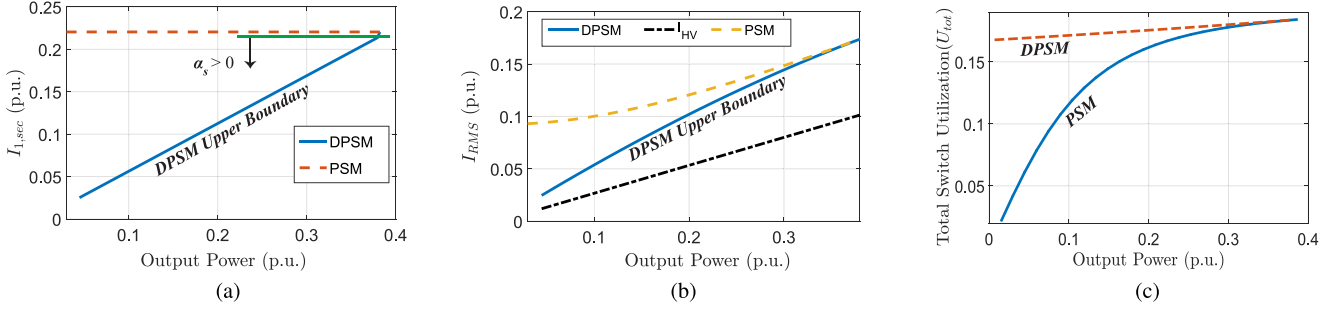 0.25
0.2
0.15
0.1
0.05
0
I1,sec (p.u.)
αs > 0
DPSM Upper Boundary
DPSM
PSM
0.1 0.2 0.3 0.4
Output Power (p.u.)
(a)
0.25
0.2
0.15
0.1
0.05
0
IRMS
DPSM IHV PSM
DPSM Upper Boundary
0.1 0.2 0.3
Output Power (p.u.)
(b)
0.15
0.1
0.05
Total Switch Utilization(Utot)
DPSM
PSM
0 0.1 0.2 0.3 0.4
Output Power (p.u.)
(c)